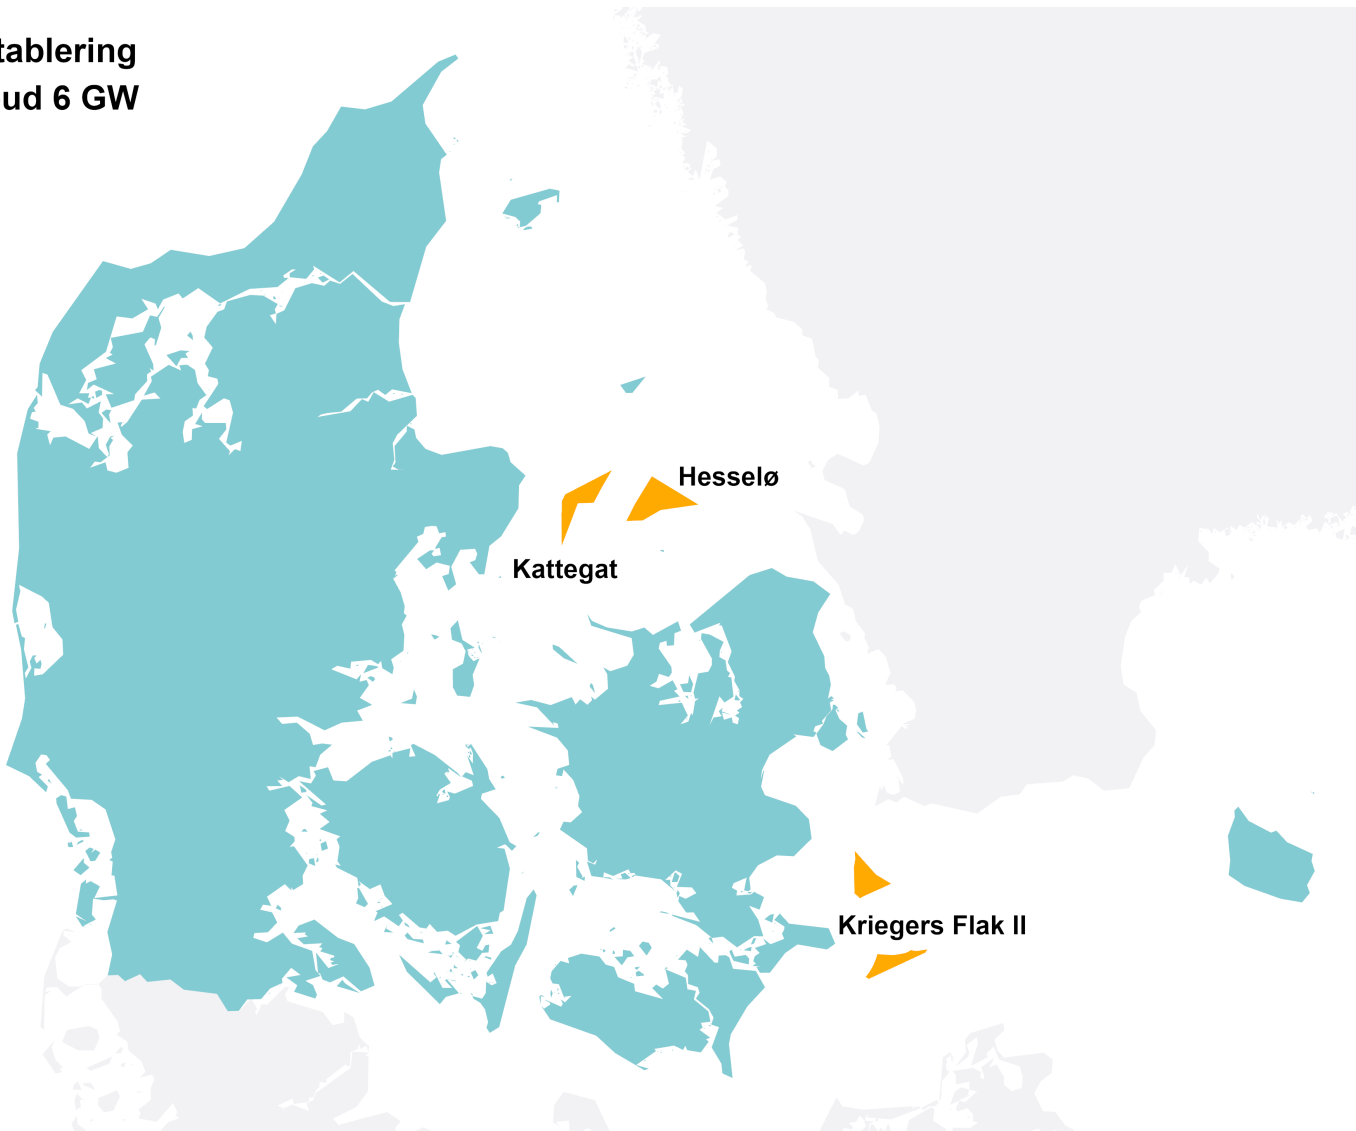 tablering
ud 6 GW
Hesselø
Kattegat
Kriegers Flak II